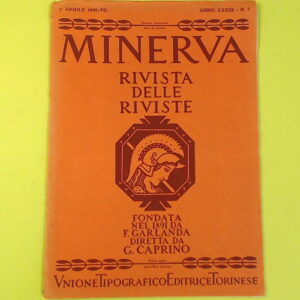 1° APRILE 1929-VII.
ANNO XXXIX - N. 7
MINERVA
RIVISTA
DELLE
RIVISTE
FONDATA
NEL 1891 DA
F. GARLANDA
DIRETTA DA
G. CAPRINO
UNIONE TIPOGRAFICO EDITRICE TORINESE